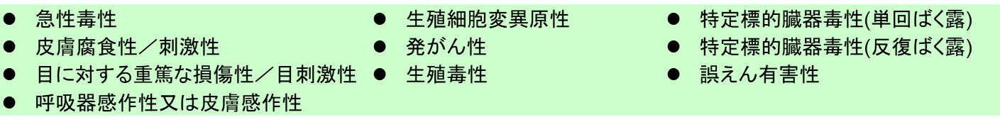 ● 急性毒性
● 皮膚腐食性／刺激性
● 目に対する重篤な損傷性／目刺激性
● 呼吸器感作性又は皮膚感作性
● 生殖細胞変異原性
● 発がん性
● 生殖毒性
● 特定標的臓器毒性(単回ばく露)
● 特定標的臓器毒性(反復ばく露)
● 誤えん有害性